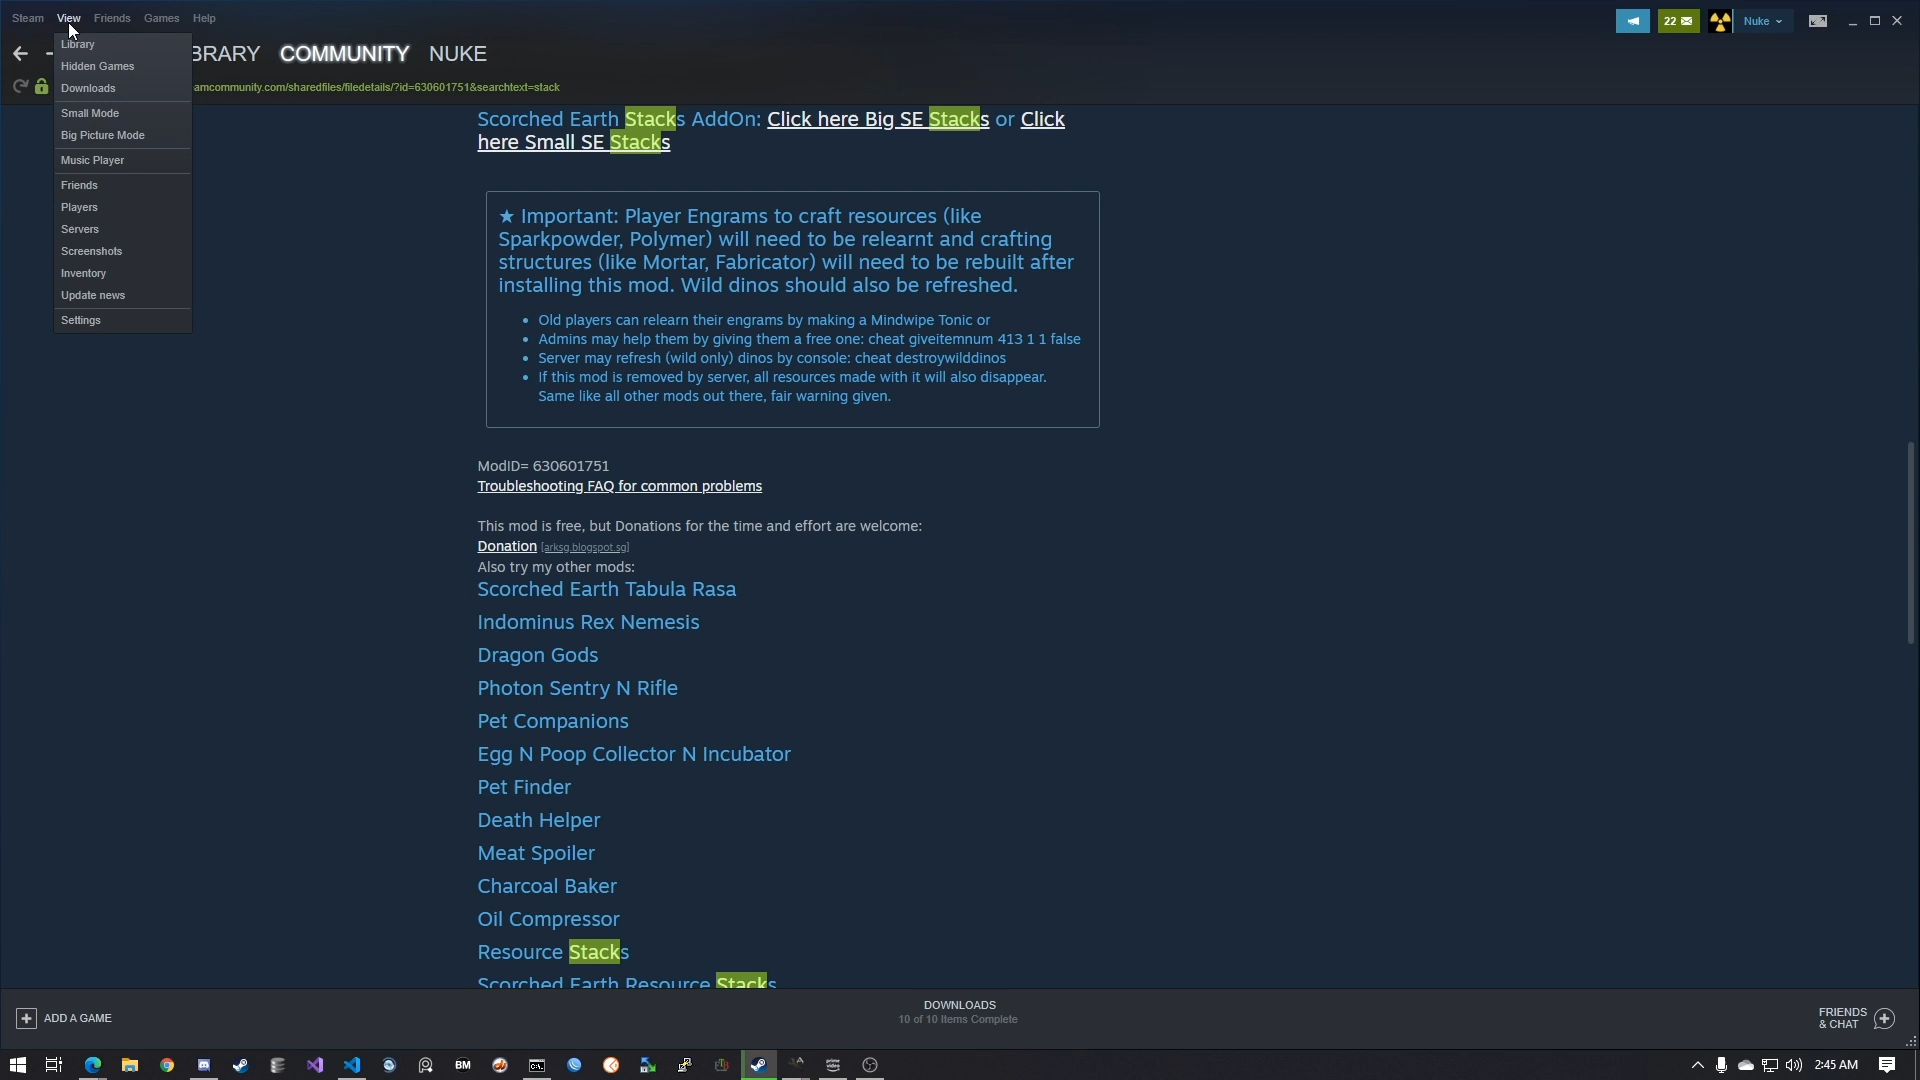 Steam View Friends Games Help
22
Nuke
BRARY COMMUNITY NUKE
amcommunity.com/sharedfiles/filedetails/?id=630601751&searchtext=stack
Library
Hidden Games
Downloads
Small Mode
Big Picture Mode
Music Player
Friends
Players
Servers
Screenshots
Inventory
Update news
Settings
Scorched Earth Stacks AddOn: Click here Big SE Stacks or Click
here Small SE Stacks
★ Important: Player Engrams to craft resources (like
Sparkpowder, Polymer) will need to be relearnt and crafting
structures (like Mortar, Fabricator) will need to be rebuilt after
installing this mod. Wild dinos should also be refreshed.
• Old players can relearn their engrams by making a Mindwipe Tonic or
• Admins may help them by giving them a free one: cheat giveitemnum 413 1 1 false
• Server may refresh (wild only) dinos by console: cheat destroywilddinos
• If this mod is removed by server, all resources made with it will also disappear.
Same like all other mods out there, fair warning given.
ModID= 630601751
Troubleshooting FAQ for common problems
This mod is free, but Donations for the time and effort are welcome:
Donation [arksg.blogspot.sg]
Also try my other mods:
Scorched Earth Tabula Rasa
Indominus Rex Nemesis
Dragon Gods
Photon Sentry N Rifle
Pet Companions
Egg N Poop Collector N Incubator
Pet Finder
Death Helper
Meat Spoiler
Charcoal Baker
Oil Compressor
Resource Stacks
Scorched Earth Resource Stacks
ADD A GAME
DOWNLOADS
10 of 10 Items Complete
FRIENDS
& CHAT
BM
C:\
prime video
2:45 AM